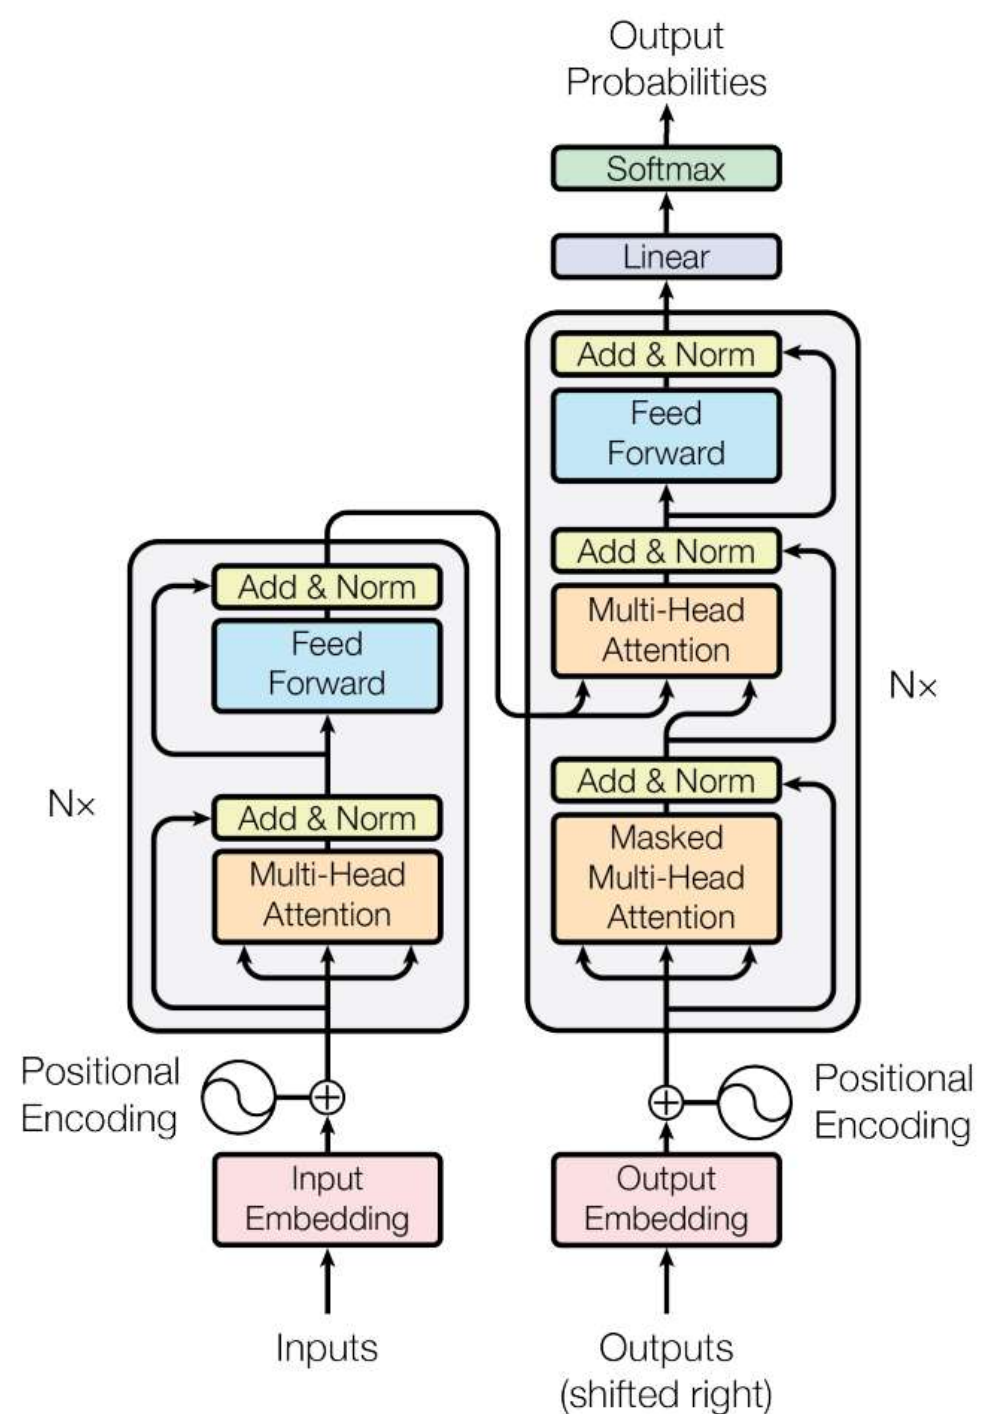 Output
Probabilities
Softmax
Linear
Add & Norm
Feed
Forward
Add & Norm
Multi-Head
Attention
Add & Norm
Masked
Multi-Head
Attention
N×
Add & Norm
Feed
Forward
Add & Norm
Multi-Head
Attention
N×
Positional
Encoding
Positional
Encoding
Input
Embedding
Output
Embedding
Inputs
Outputs
(shifted right)